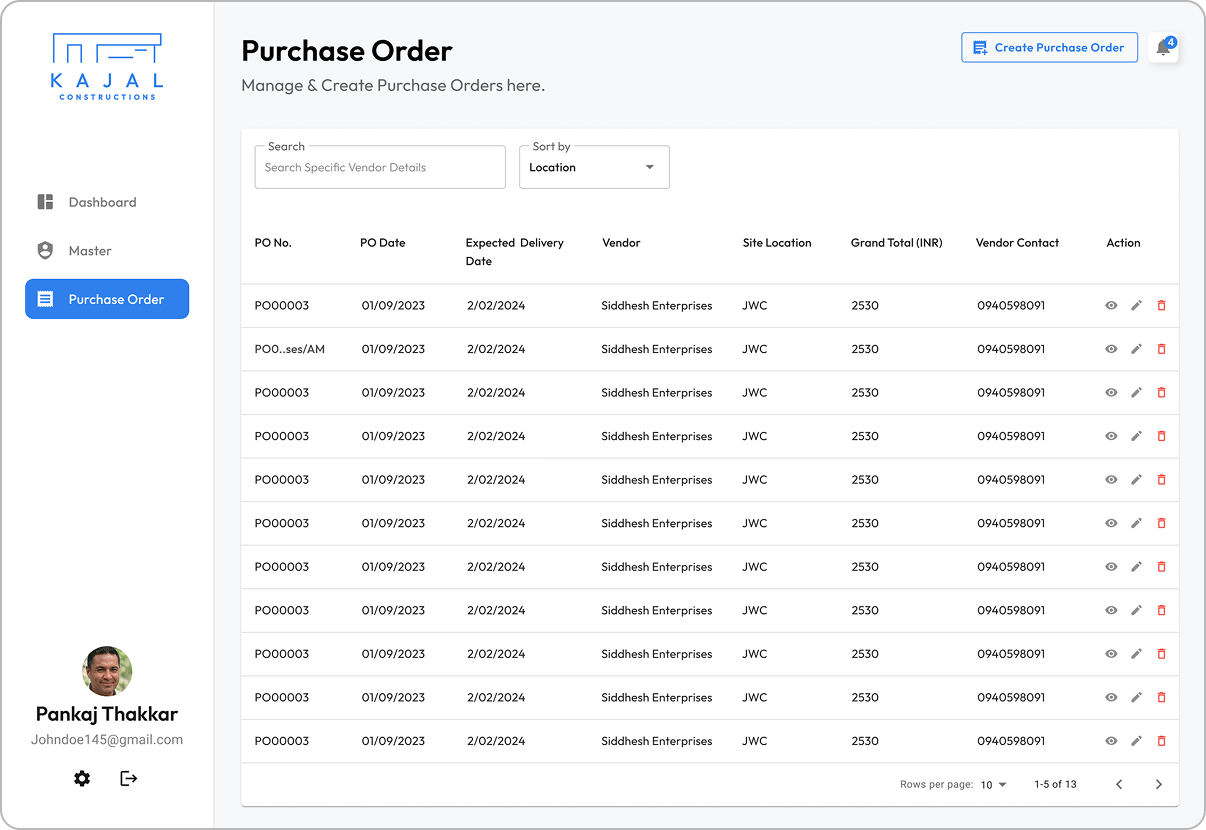 KAJAL
CONSTRUCTIONS
Dashboard
Master
Purchase Order
Pankaj Thakkar
Johndoe145@gmail.com
Purchase Order
Manage & Create Purchase Orders here.
Create Purchase Order
4
Search
Search Specific Vendor Details
Sort by
Location
PO No. PO Date Expected Delivery Date Vendor Site Location Grand Total (INR) Vendor Contact Action
PO00003 01/09/2023 2/02/2024 Siddhesh Enterprises JWC 2530 0940598091
PO0..ses/AM 01/09/2023 2/02/2024 Siddhesh Enterprises JWC 2530 0940598091
PO00003 01/09/2023 2/02/2024 Siddhesh Enterprises JWC 2530 0940598091
PO00003 01/09/2023 2/02/2024 Siddhesh Enterprises JWC 2530 0940598091
PO00003 01/09/2023 2/02/2024 Siddhesh Enterprises JWC 2530 0940598091
PO00003 01/09/2023 2/02/2024 Siddhesh Enterprises JWC 2530 0940598091
PO00003 01/09/2023 2/02/2024 Siddhesh Enterprises JWC 2530 0940598091
PO00003 01/09/2023 2/02/2024 Siddhesh Enterprises JWC 2530 0940598091
PO00003 01/09/2023 2/02/2024 Siddhesh Enterprises JWC 2530 0940598091
PO00003 01/09/2023 2/02/2024 Siddhesh Enterprises JWC 2530 0940598091
PO00003 01/09/2023 2/02/2024 Siddhesh Enterprises JWC 2530 0940598091
Rows per page: 10 1-5 of 13